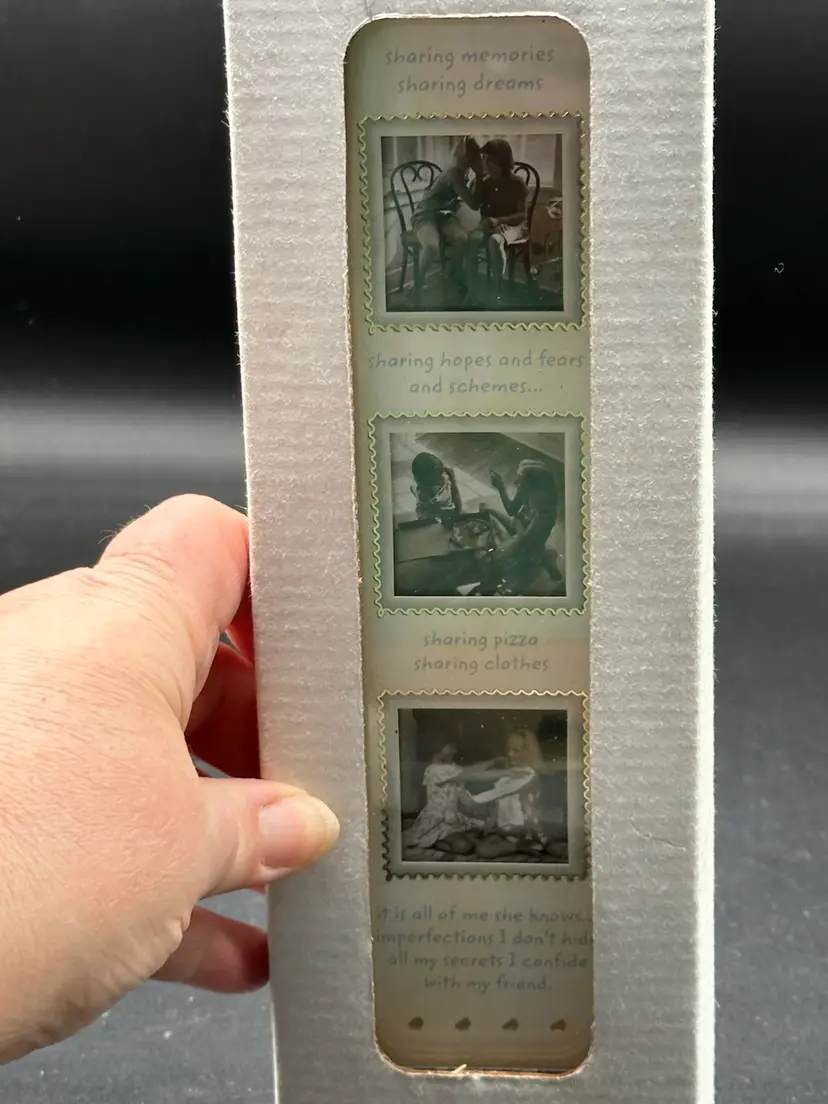 sharing memories
sharing dreams
sharing hopes and fears
and schemes...
sharing pizza
sharing clothes
it is all of me she knows..
imperfections I don't hid
all my secrets I confide
with my friend.